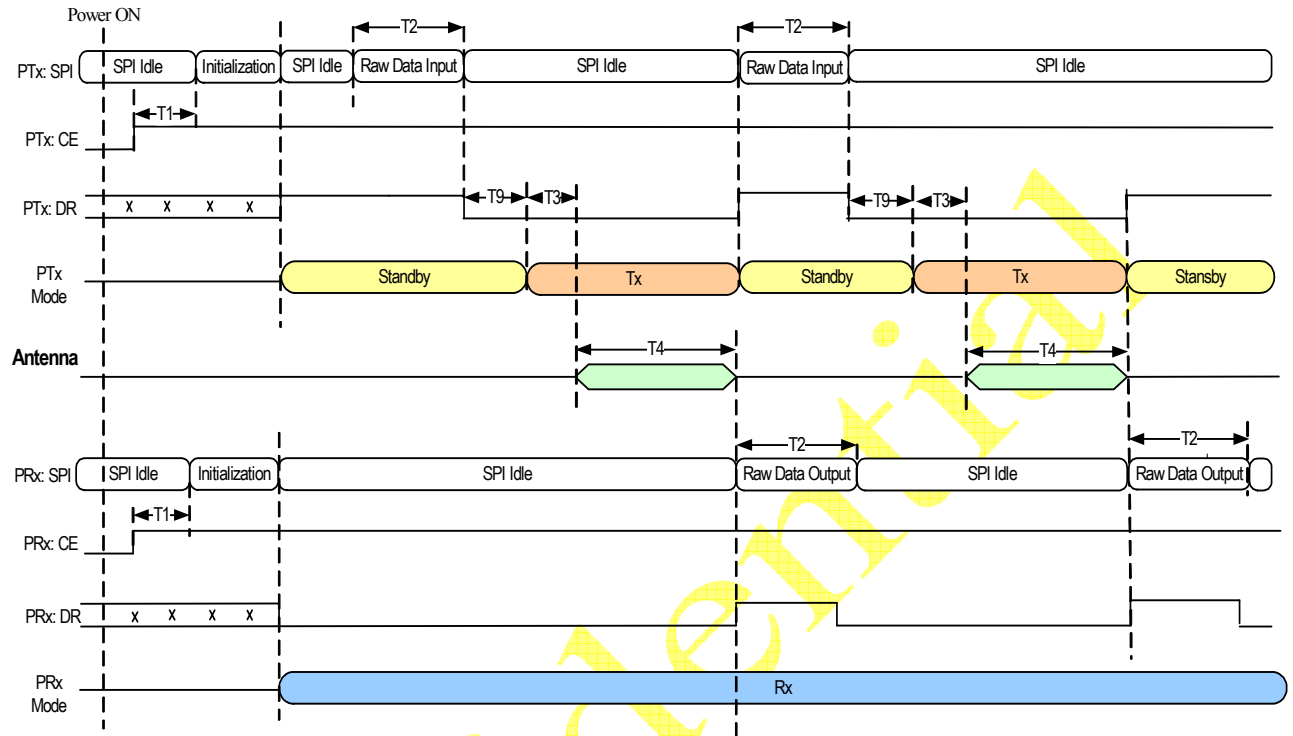 Power ON
T2
T2
PTx: SPI SPI Idle Initialization SPI Idle Raw Data Input SPI Idle Raw Data Input SPI Idle
T1
PTx: CE
T9 T3 T9 T3
PTx: DR X X X X
PTx
Mode
Standby Tx Standby Tx Stansby
T4 T4
Antenna
T2 T2
PRx: SPI SPI Idle Initialization SPI Idle Raw Data Output SPI Idle Raw Data Output
T1
PRx: CE
PRx: DR X X X X
PRx
Mode
Rx
dential